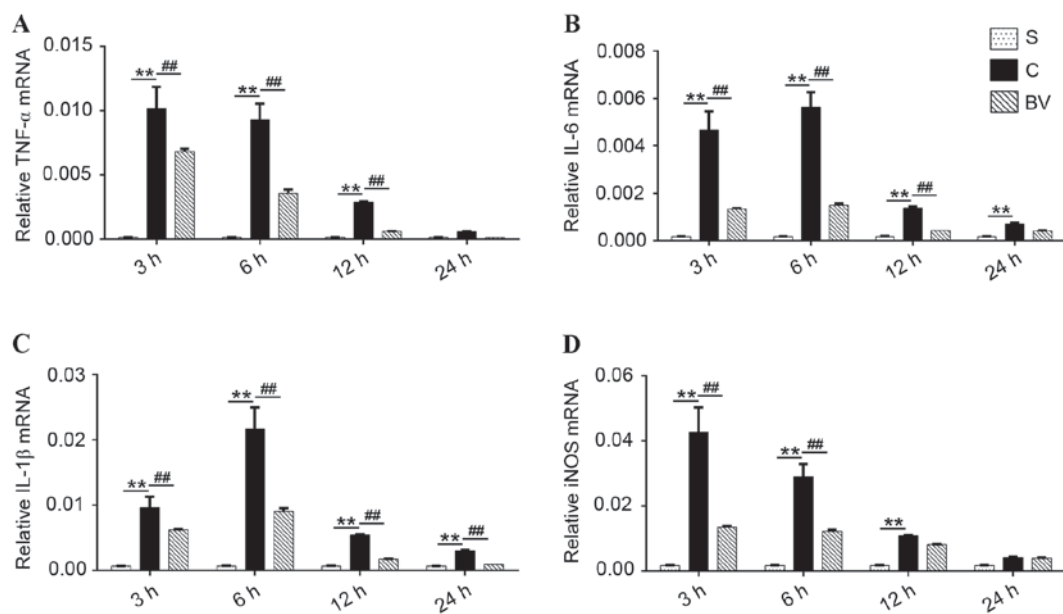 A
Relative TNF-α mRNA
0.015
0.010
0.005
0.000
** ##
** ##
** ##
3 h 6 h 12 h 24 h
B
Relative IL-6 mRNA
0.008
0.006
0.004
0.002
0.000
** ##
** ##
** ##
**
3 h 6 h 12 h 24 h
S
C
BV
C
Relative IL-1β mRNA
0.03
0.02
0.01
0.00
** ##
** ##
** ##
** ##
3 h 6 h 12 h 24 h
D
Relative iNOS mRNA
0.06
0.04
0.02
0.00
** ##
** ##
**
3 h 6 h 12 h 24 h